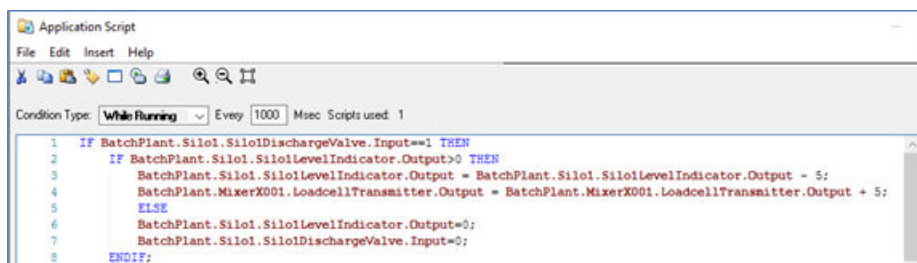 Application Script
File Edit Insert Help
Condition Type: While Running Every 1000 Msec Scripts used: 1
1 IF BatchPlant.Silo1.Silo1DischargeValve.Input==1 THEN
2 IF BatchPlant.Silo1.Silo1LevelIndicator.Output>0 THEN
3 BatchPlant.Silo1.Silo1LevelIndicator.Output = BatchPlant.Silo1.Silo1LevelIndicator.Output - 5;
4 BatchPlant.MixerX001.LoadcellTransmitter.Output = BatchPlant.MixerX001.LoadcellTransmitter.Output + 5;
5 ELSE
6 BatchPlant.Silo1.Silo1LevelIndicator.Output=0;
7 BatchPlant.Silo1.Silo1DischargeValve.Input=0;
8 ENDIF;